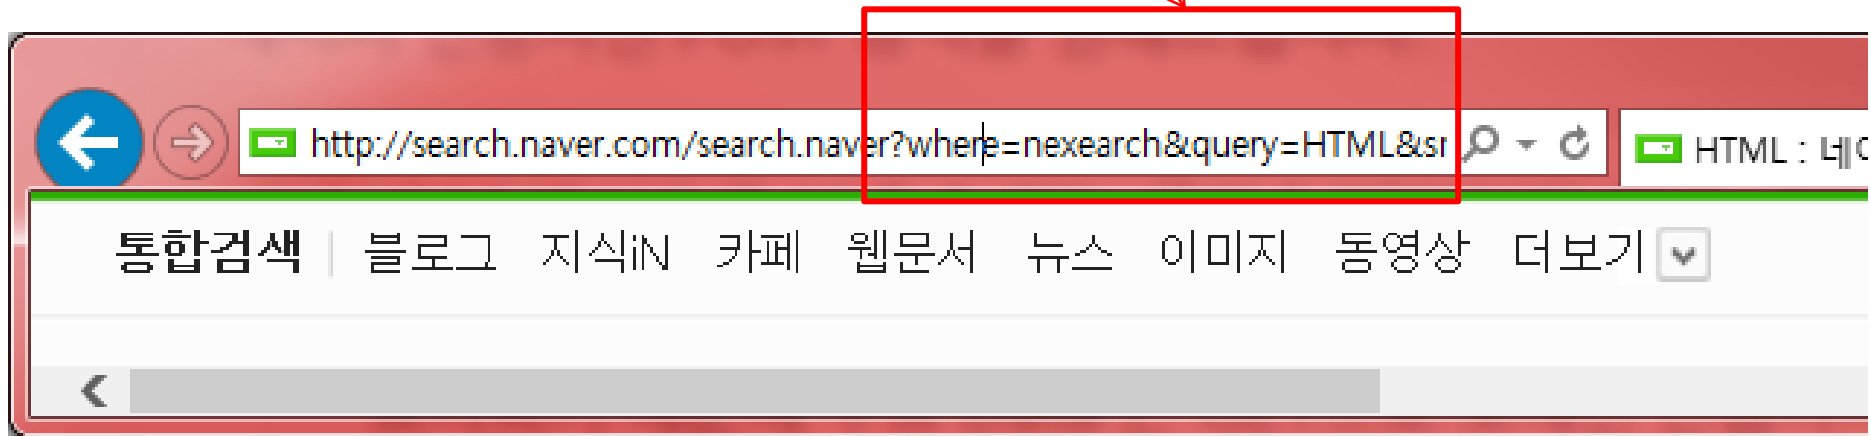 http://search.naver.com/search.naver?where=nexearch&query=HTML&sr HTML : 네이
통합검색 블로그 지식iN 카페 웹문서 뉴스 이미지 동영상 더보기